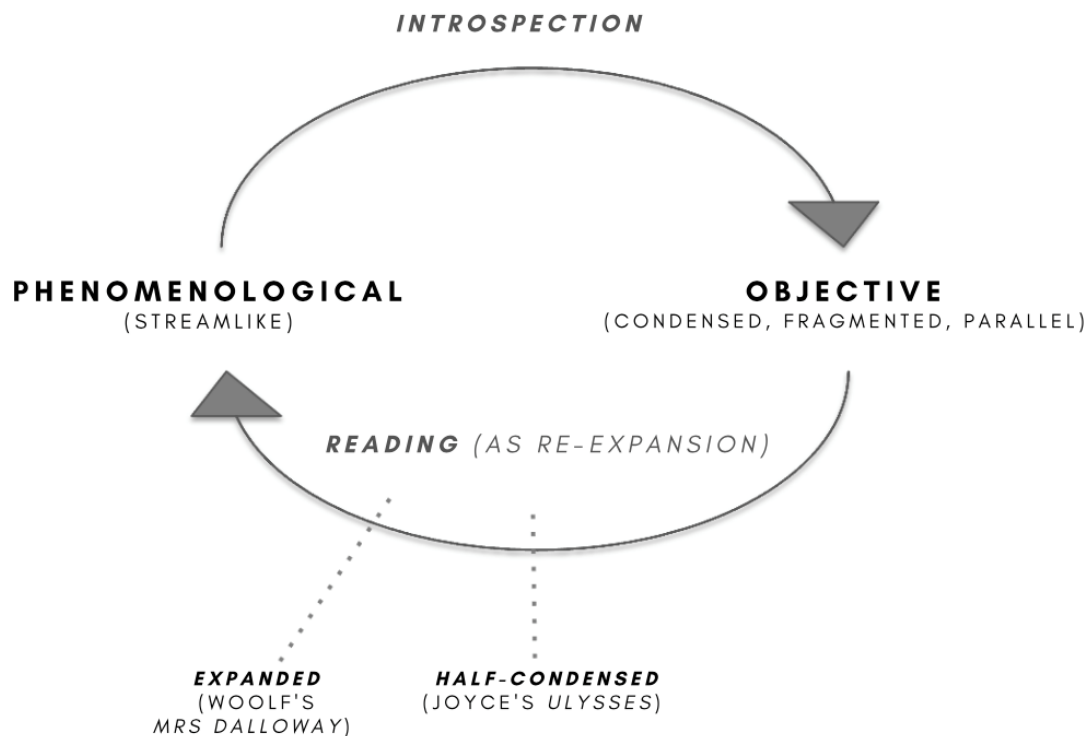 INTROSPECTION
PHENOMENOLOGICAL
(STREAMLIKE)
OBJECTIVE
(CONDENSED, FRAGMENTED, PARALLEL)
READING (AS RE-EXPANSION)
EXPANDED
(WOOLF'S
MRS DALLOWAY)
HALF-CONDENSED
(JOYCE'S ULYSSES)